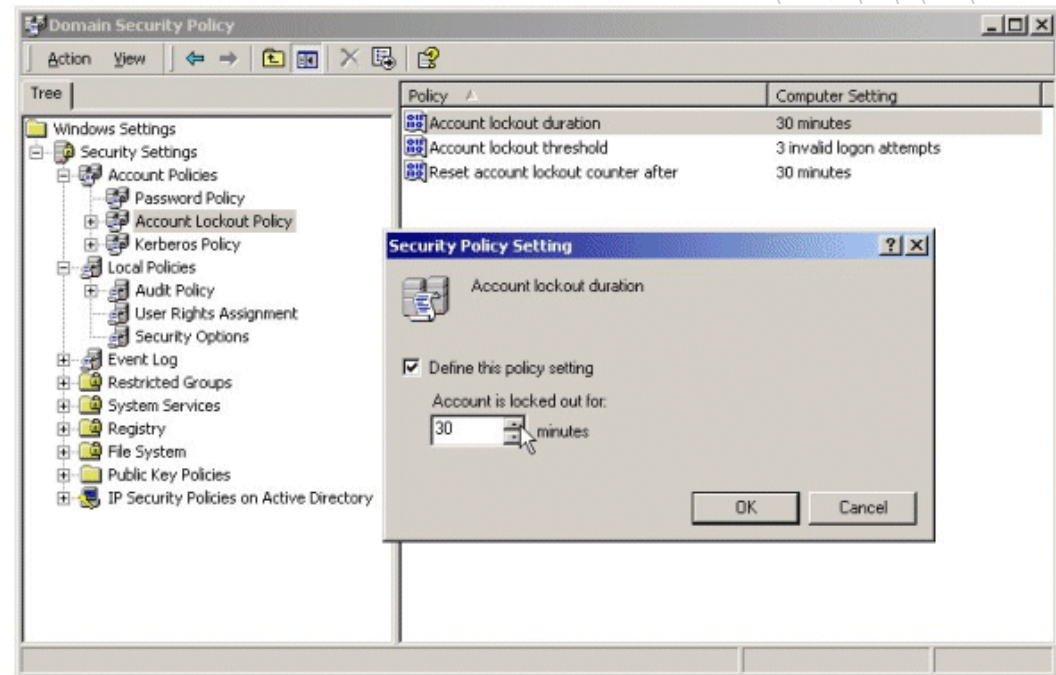 Domain Security Policy
Action View
Tree
Policy Computer Setting
Windows Settings
Security Settings
Account Policies
Password Policy
Account Lockout Policy
Kerberos Policy
Local Policies
Audit Policy
User Rights Assignment
Security Options
Event Log
Restricted Groups
System Services
Registry
File System
Public Key Policies
IP Security Policies on Active Directory
Account lockout duration 30 minutes
Account lockout threshold 3 invalid logon attempts
Reset account lockout counter after 30 minutes
Security Policy Setting
Account lockout duration
Define this policy setting
Account is locked out for:
30 minutes
OK Cancel